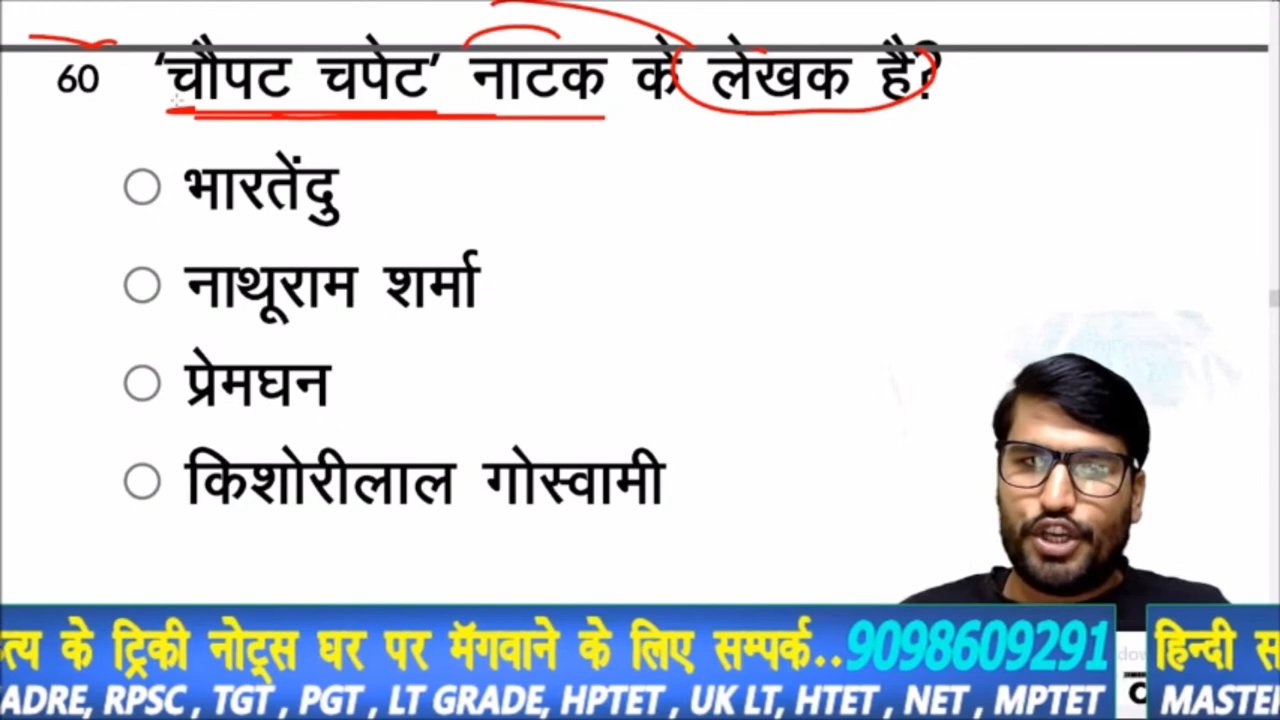 60 'चौपट चपेट' नाटक के लेखक है?
भारतेंदु
नाथूराम शर्मा
प्रेमघन
किशोरीलाल गोस्वामी
त्य के ट्रिकी नोट्स घर पर मँगवाने के लिए सम्पर्क..9098609291
हिन्दी स
ADRE, RPSC , TGT , PGT , LT GRADE, HPTET , UK LT, HTET , NET , MPTET
MASTER